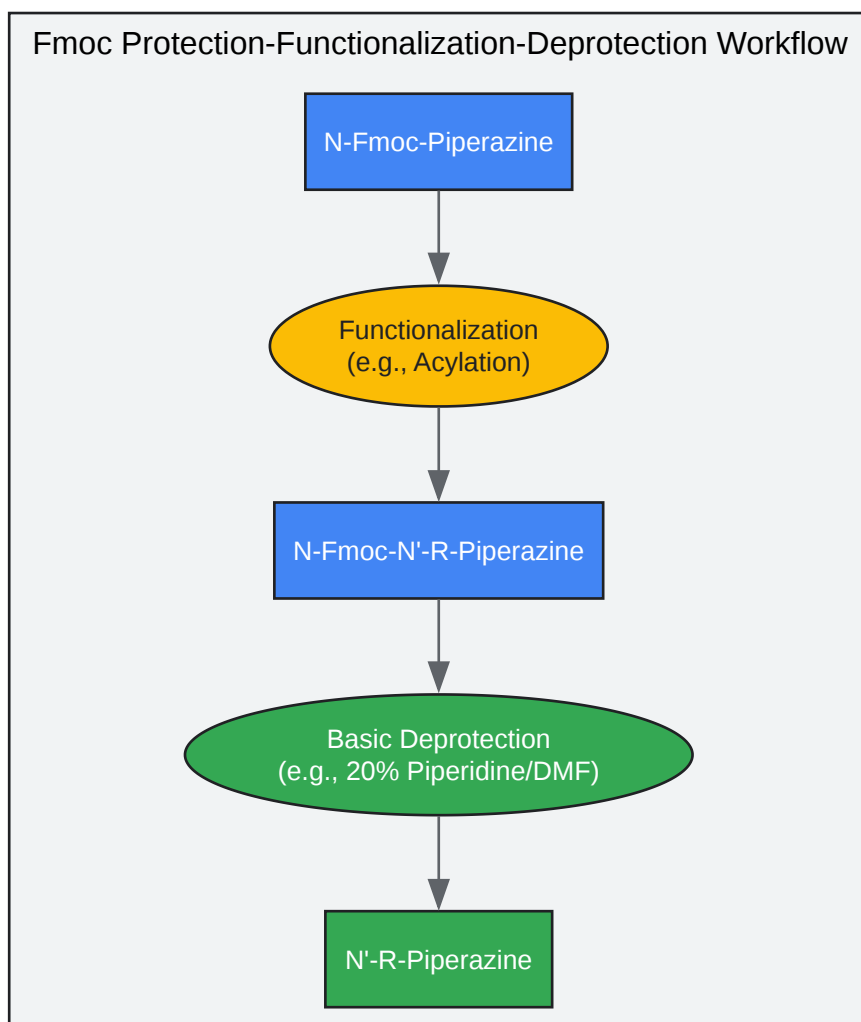 Fmoc Protection-Functionalization-Deprotection Workflow
N-Fmoc-Piperazine
Functionalization
(e.g., Acylation)
N-Fmoc-N'-R-Piperazine
Basic Deprotection
(e.g., 20% Piperidine/DMF)
N'-R-Piperazine